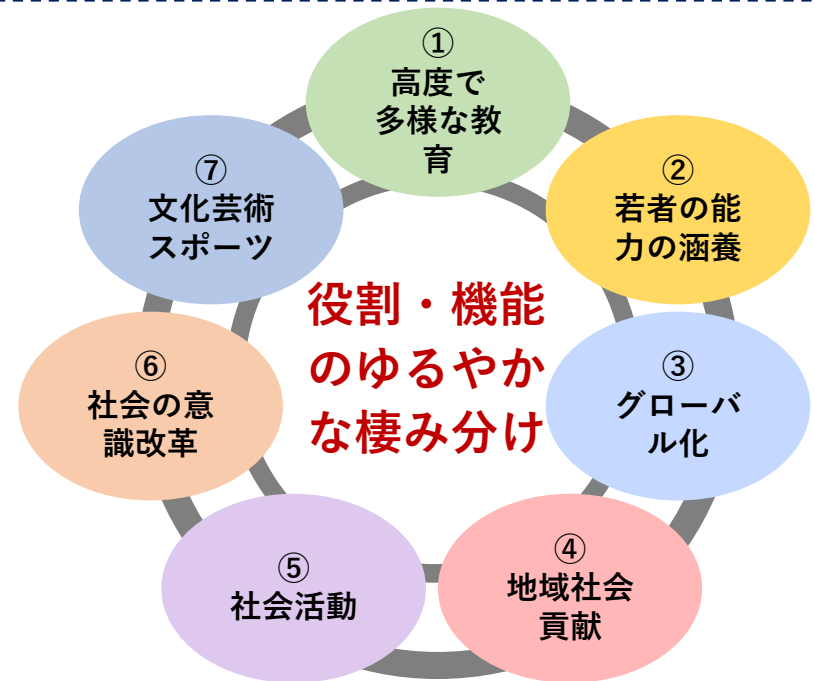 ①
高度で
多様な教
育
②
若者の能
力の涵養
③
グローバ
ル化
④
地域社会
貢献
⑤
社会活動
⑥
社会の意
識改革
⑦
文化芸術
スポーツ
役割・機能
のゆるやか
な棲み分け